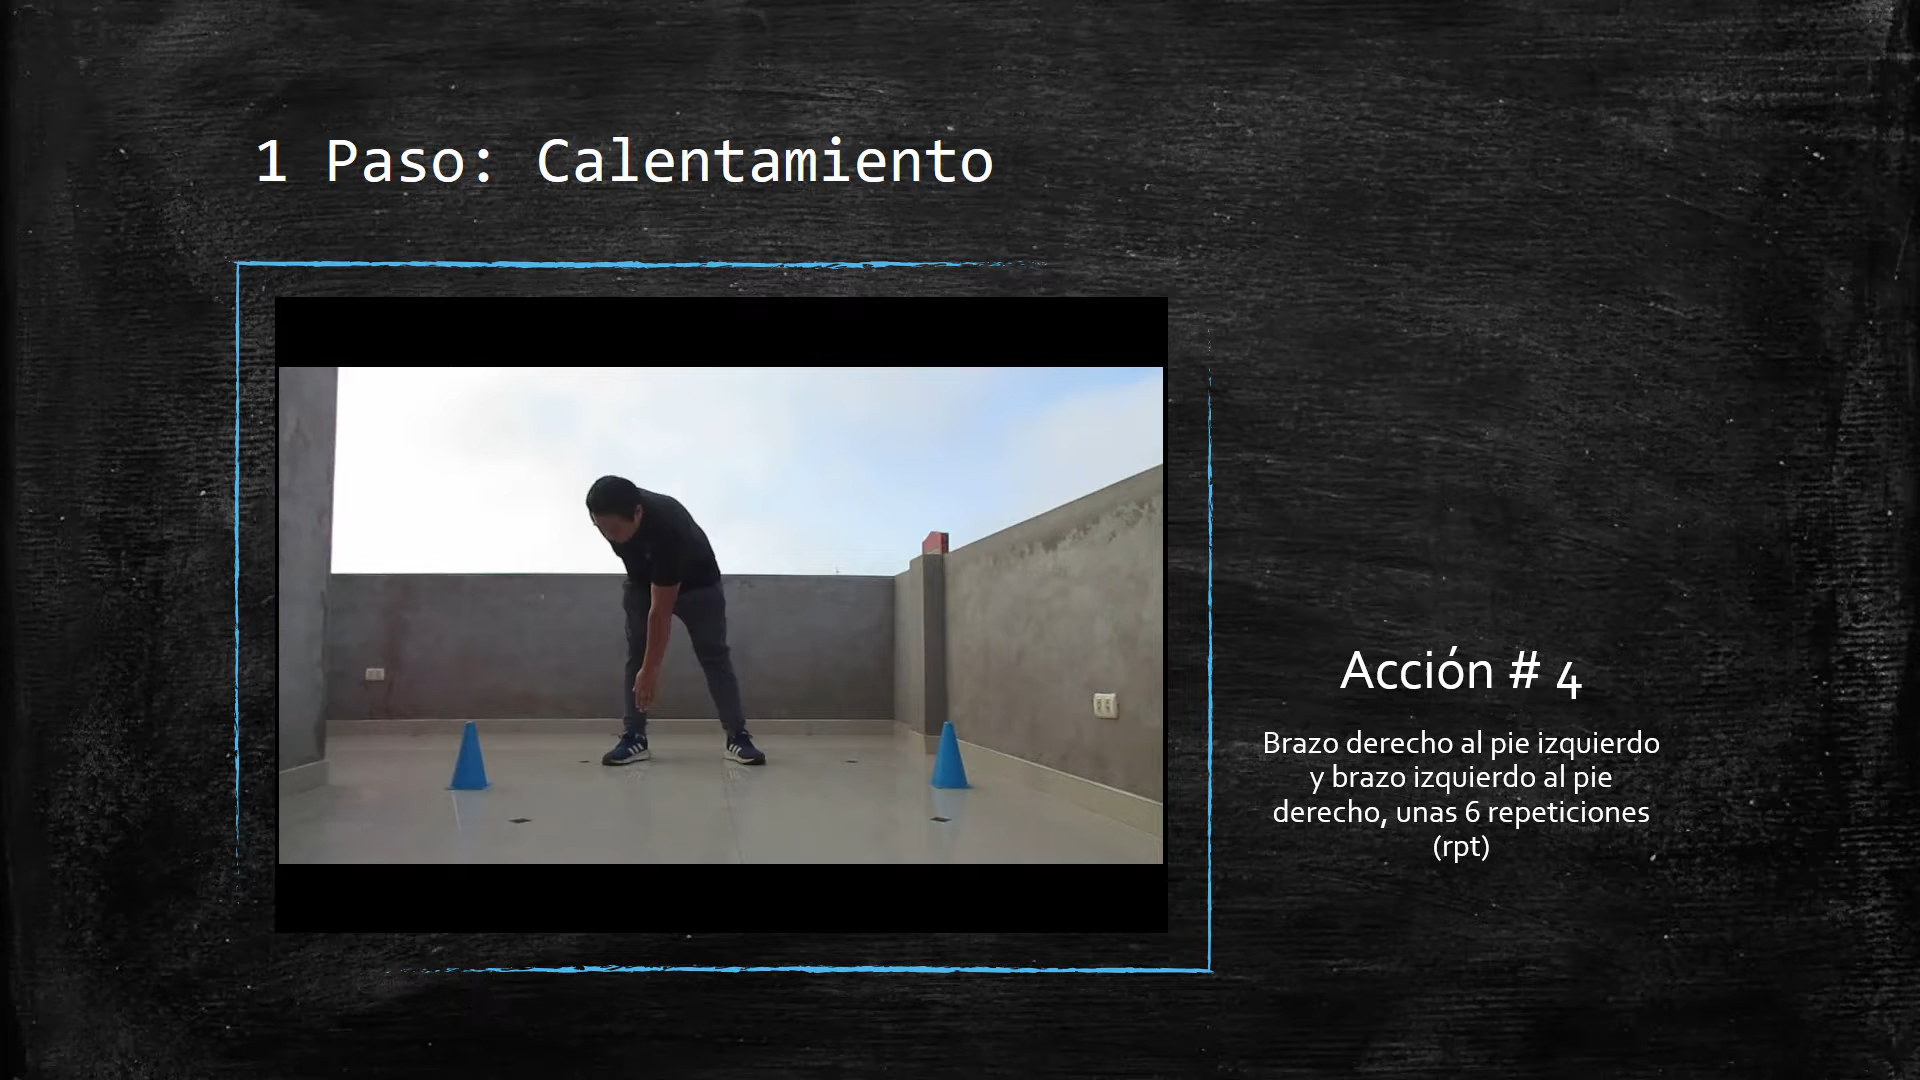 1 Paso: Calentamiento
Acción # 4
Brazo derecho al pie izquierdo
y brazo izquierdo al pie
derecho, unas 6 repeticiones
(rpt)